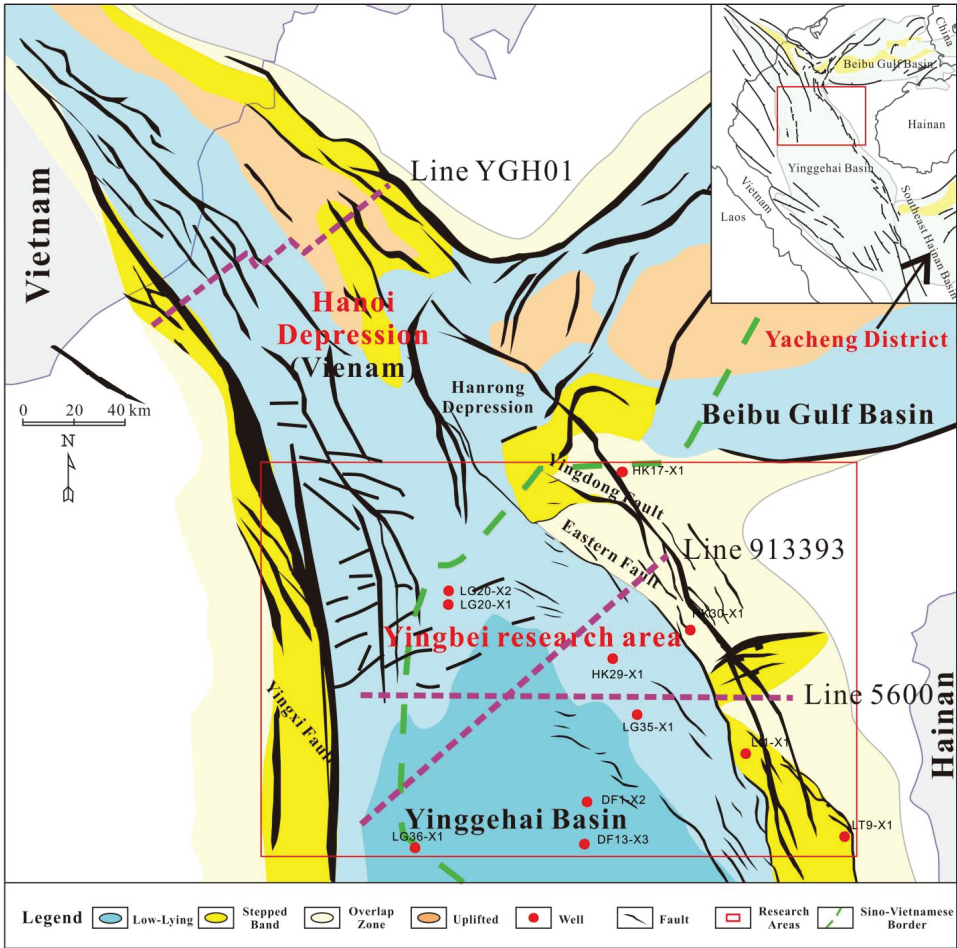 China
Beibu Gulf Basin
Hainan
Yinggehai Basin
Vietnam
Laos
Southeast Hainan Basin
Line YGH01
Vietnam
Hanoi
Depression
(Vienam)
Yacheng District
Hanrong
Depression
Beibu Gulf Basin
0 20 40 km
N
HK17-X1
Yingdong Fault
Eastern Fault
Line 913393
LG20-X2
LG20-X1
HK30-X1
Yingbei research area
HK29-X1
Line 5600
Yingxi Fault
LG35-X1
Hainan
DF1-X2
Yinggehai Basin
LG36-X1
DF13-X3
LT9-X1
Legend
Low-Lying
Stepped
Band
Overlap
Zone
Uplifted
Well
Fault
Research
Areas
Sino-Vietnamese
Border